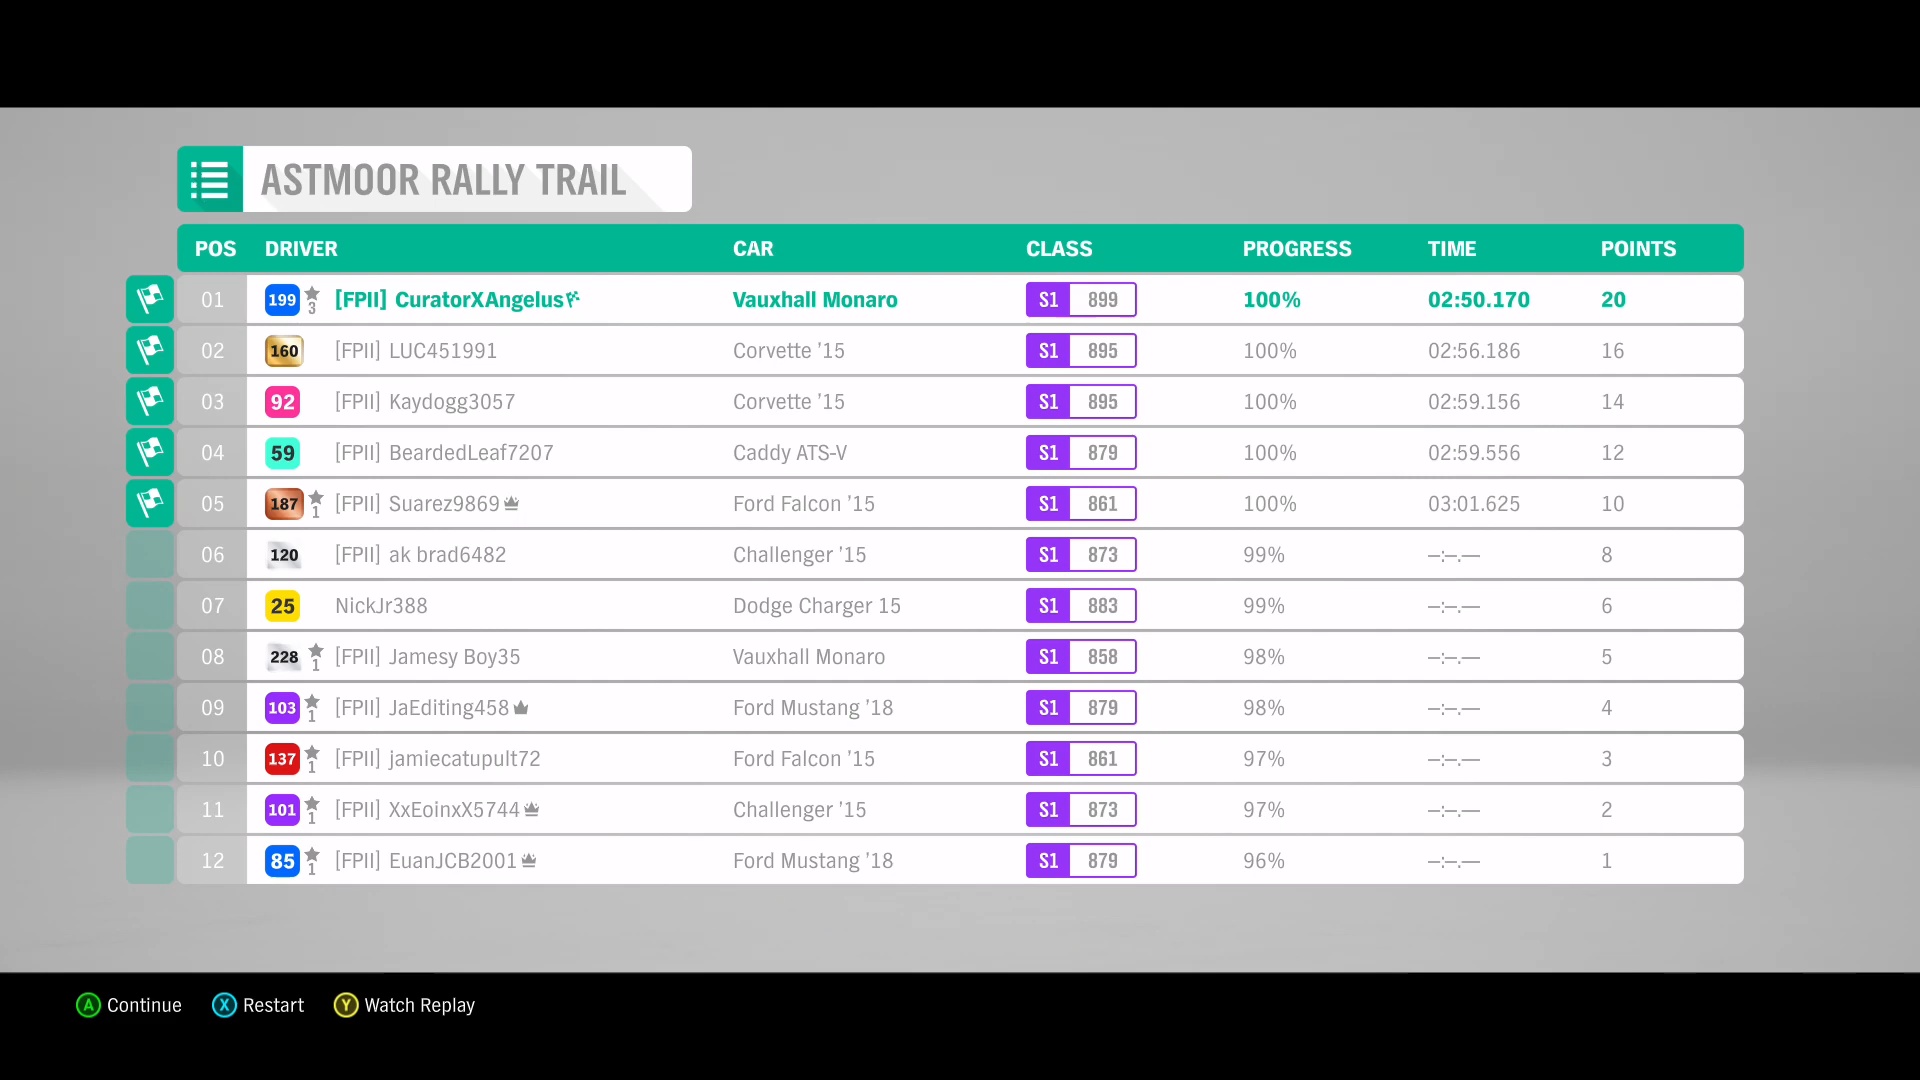 ASTMOOR RALLY TRAIL
POS DRIVER CAR CLASS PROGRESS TIME POINTS
01 199 3 [FPII] CuratorXAngelus Vauxhall Monaro S1 899 100% 02:50.170 20
02 160 [FPII] LUC451991 Corvette '15 S1 895 100% 02:56.186 16
03 92 [FPII] Kaydogg3057 Corvette '15 S1 895 100% 02:59.156 14
04 59 [FPII] BeardedLeaf7207 Caddy ATS-V S1 879 100% 02:59.556 12
05 187 1 [FPII] Suarez9869 Ford Falcon '15 S1 861 100% 03:01.625 10
06 120 [FPII] ak brad6482 Challenger '15 S1 873 99% –:–.— 8
07 25 NickJr388 Dodge Charger 15 S1 883 99% –:–.— 6
08 228 1 [FPII] Jamesy Boy35 Vauxhall Monaro S1 858 98% –:–.— 5
09 103 1 [FPII] JaEditing458 Ford Mustang '18 S1 879 98% –:–.— 4
10 137 1 [FPII] jamiecatupult72 Ford Falcon '15 S1 861 97% –:–.— 3
11 101 1 [FPII] XxEoinxX5744 Challenger '15 S1 873 97% –:–.— 2
12 85 1 [FPII] EuanJCB2001 Ford Mustang '18 S1 879 96% –:–.— 1
A Continue X Restart Y Watch Replay